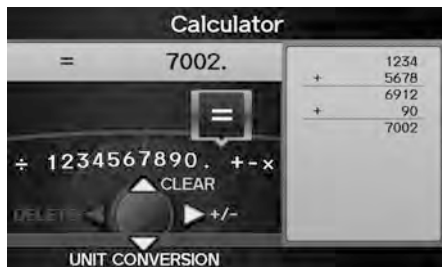 Calculator
= 7002.
=
÷ 1234567890. +-×
CLEAR
DELETE
+/-
UNIT CONVERSION
1234
+ 5678
6912
+ 90
7002